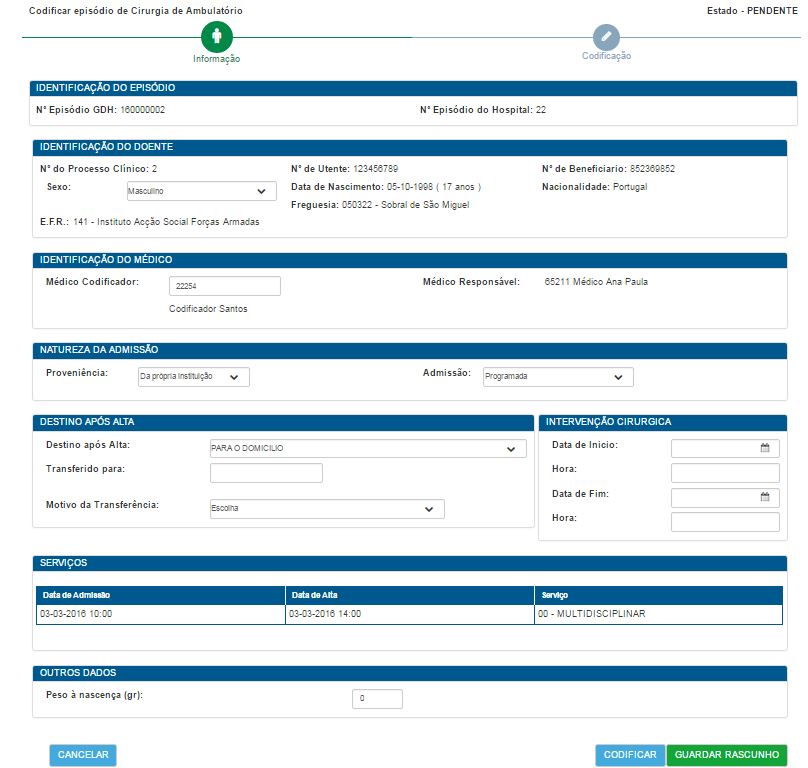 Codificar episódio de Cirurgia de Ambulatório
Estado - PENDENTE
Informação
Codificação
IDENTIFICAÇÃO DO EPISÓDIO
Nº Episódio GDH: 160000002
Nº Episódio do Hospital: 22
IDENTIFICAÇÃO DO DOENTE
Nº do Processo Clínico: 2
Nº de Utente: 123456789
Nº de Beneficiario: 852369852
Sexo: Masculino
Data de Nascimento: 05-10-1998 ( 17 anos )
Nacionalidade: Portugal
Freguesia: 050322 - Sobral de São Miguel
E.F.R.: 141 - Instituto Acção Social Forças Armadas
IDENTIFICAÇÃO DO MÉDICO
Médico Codificador: 22254
Médico Responsável: 65211 Médico Ana Paula
Codificador Santos
NATUREZA DA ADMISSÃO
Proveniência: Da própria Instituição
Admissão: Programada
DESTINO APÓS ALTA
Destino após Alta: PARA O DOMICILIO
Transferido para:
Motivo da Transferência: Escolha
INTERVENÇÃO CIRURGICA
Data de Inicio:
Hora:
Data de Fim:
Hora:
SERVIÇOS
Data de Admissão Data de Alta Serviço
03-03-2016 10:00 03-03-2016 14:00 00 - MULTIDISCIPLINAR
OUTROS DADOS
Peso à nascença (gr): 0
CANCELAR
CODIFICAR
GUARDAR RASCUNHO